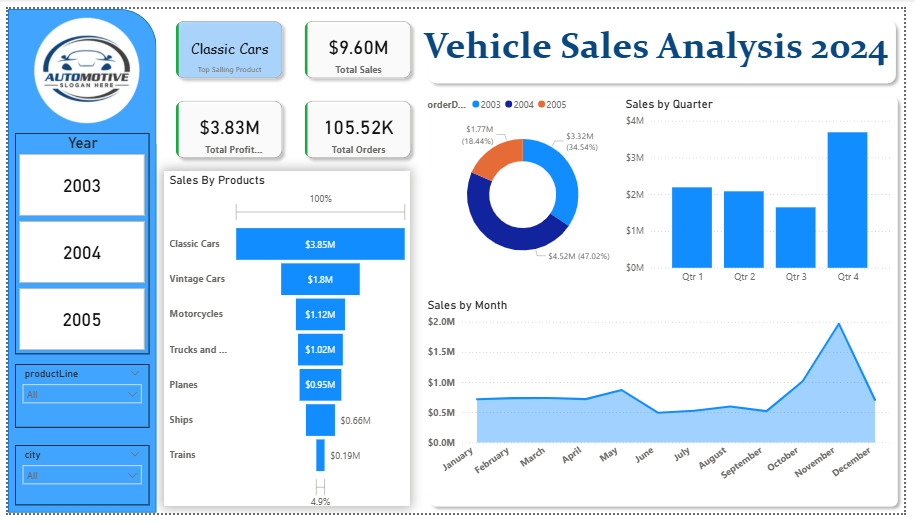 AUTOMOTIVE
SLOGAN HERE
Year
2003
2004
2005
productLine
All
city
All
Classic Cars
Top Selling Product
$9.60M
Total Sales
$3.83M
Total Profit...
105.52K
Total Orders
Vehicle Sales Analysis 2024
Sales By Products
100%
Classic Cars $3.85M
Vintage Cars $1.8M
Motorcycles $1.12M
Trucks and ... $1.02M
Planes $0.95M
Ships $0.66M
Trains $0.19M
4.9%
orderD... 2003 2004 2005
$1.77M
(18.44%)
$3.32M
(34.54%)
$4.52M (47.02%)
Sales by Quarter
$4M
$3M
$2M
$1M
$0M
Qtr 1 Qtr 2 Qtr 3 Qtr 4
Sales by Month
$2.0M
$1.5M
$1.0M
$0.5M
$0.0M
January February March April May June July August September October November December